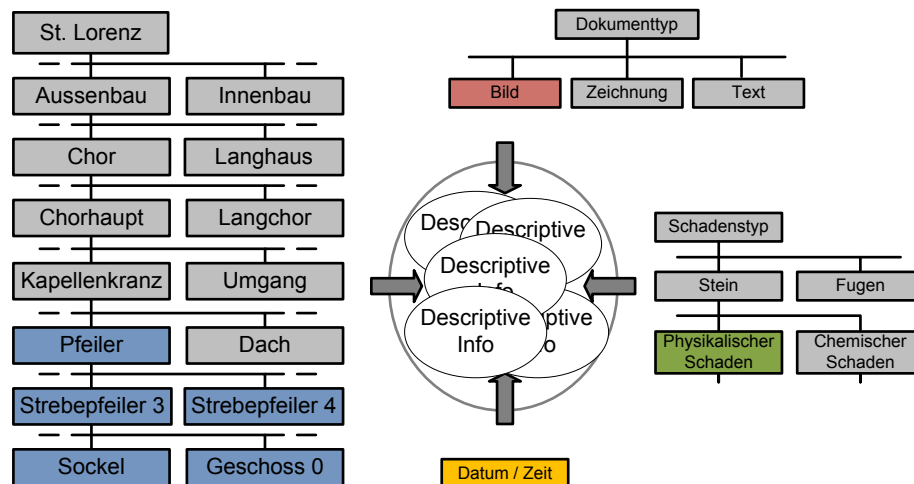 St. Lorenz
Aussenbau
Innenbau
Chor
Langhaus
Chorhaupt
Langchor
Kapellenkranz
Umgang
Pfeiler
Dach
Strebepfeiler 3
Strebepfeiler 4
Sockel
Geschoss 0
Dokumenttyp
Bild
Zeichnung
Text
Descriptive
Descriptive
Descriptive
Info
Datum / Zeit
Schadenstyp
Stein
Fugen
Physikalischer
Schaden
Chemischer
Schaden